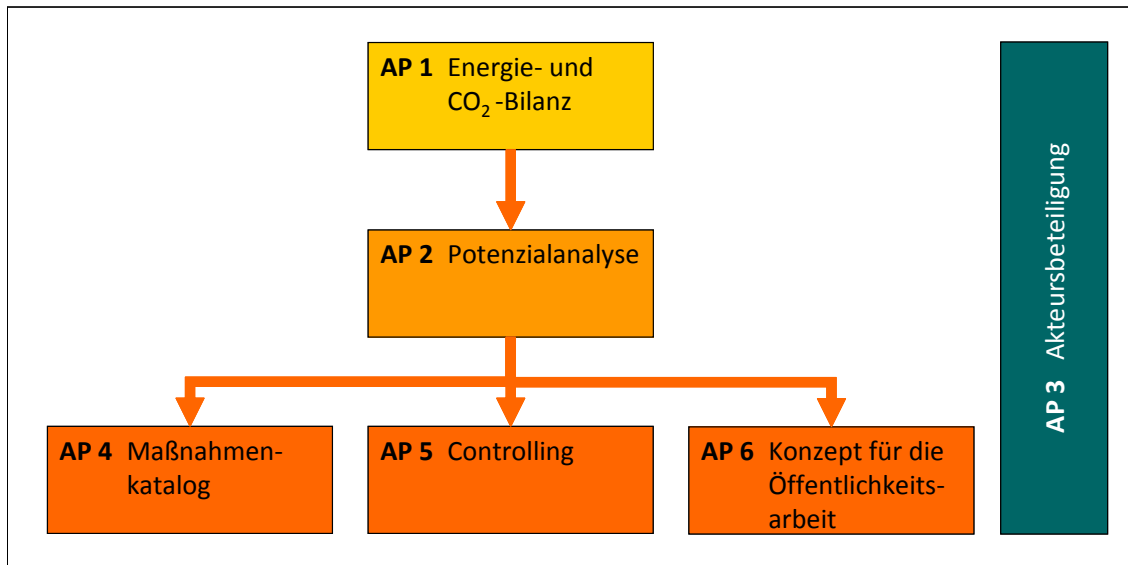 AP 1 Energie- und
CO₂ -Bilanz
AP 2 Potenzialanalyse
AP 4 Maßnahmen-
katalog
AP 5 Controlling
AP 6 Konzept für die
Öffentlichkeits-
arbeit
AP 3 Akteursbeteiligung